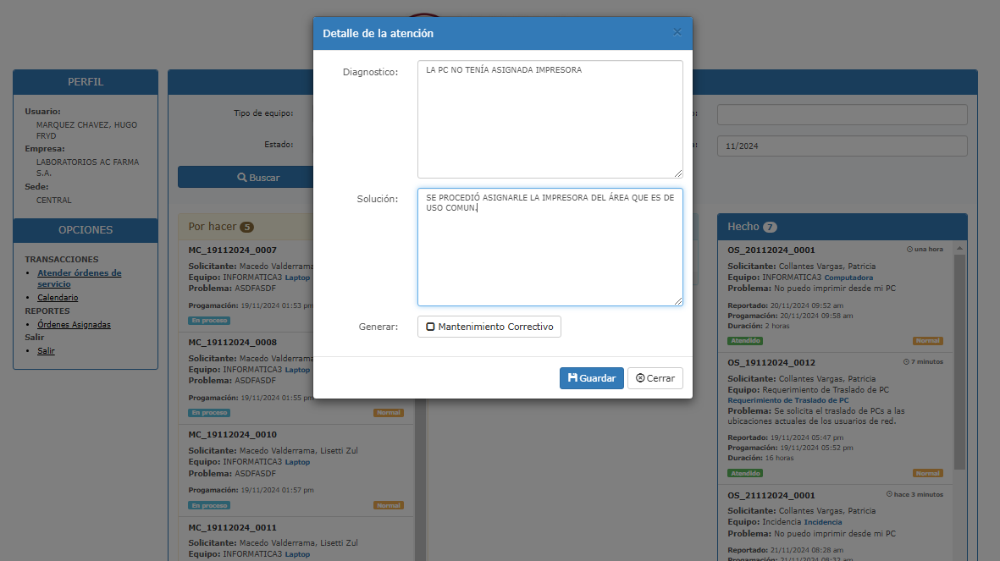 Detalle de la atención
×
Diagnostico:
LA PC NO TENÍA ASIGNADA IMPRESORA
Solución:
SE PROCEDIÓ ASIGNARLE LA IMPRESORA DEL ÁREA QUE ES DE
USO COMUN.
Generar:
Mantenimiento Correctivo
Guardar
Cerrar
PERFIL
Usuario:
MARQUEZ CHAVEZ, HUGO
FRYD
Empresa:
LABORATORIOS AC FARMA
S.A.
Sede:
CENTRAL
OPCIONES
TRANSACCIONES
Atender órdenes de
servicio
Calendario
REPORTES
Órdenes Asignadas
Salir
Salir
Tipo de equipo:
Estado:
11/2024
Buscar
Por hacer 5
MC_19112024_0007
Solicitante: Macedo Valderrama
Equipo: INFORMATICA3 Laptop
Problema: ASDFASDF
Progamación: 19/11/2024 01:53 pm
En proceso
MC_19112024_0008
Solicitante: Macedo Valderrama
Equipo: INFORMATICA3 Laptop
Problema: ASDFASDF
Progamación: 19/11/2024 01:55 pm
En proceso Normal
MC_19112024_0010
Solicitante: Macedo Valderrama, Lisetti Zul
Equipo: INFORMATICA3 Laptop
Problema: ASDFASDF
Progamación: 19/11/2024 01:57 pm
En proceso Normal
MC_19112024_0011
Solicitante: Macedo Valderrama, Lisetti Zul
Equipo: INFORMATICA3 Laptop
Hecho 7
OS_20112024_0001 una hora
Solicitante: Collantes Vargas, Patricia
Equipo: INFORMATICA3 Computadora
Problema: No puedo imprimir desde mi PC
Reportado: 20/11/2024 09:52 am
Progamación: 20/11/2024 09:58 am
Duración: 2 horas
Atendido Normal
OS_19112024_0012 7 minutos
Solicitante: Collantes Vargas, Patricia
Equipo: Requerimiento de Traslado de PC
Requerimiento de Traslado de PC
Problema: Se solicita el traslado de PCs a las
ubicaciones actuales de los usuarios de red.
Reportado: 19/11/2024 05:47 pm
Progamación: 19/11/2024 05:52 pm
Duración: 16 horas
Atendido Normal
OS_21112024_0001 hace 3 minutos
Solicitante: Collantes Vargas, Patricia
Equipo: Incidencia Incidencia
Problema: No puedo imprimir desde mi PC
Reportado: 21/11/2024 08:28 am
Progamación: 21/11/2024 08:32 am